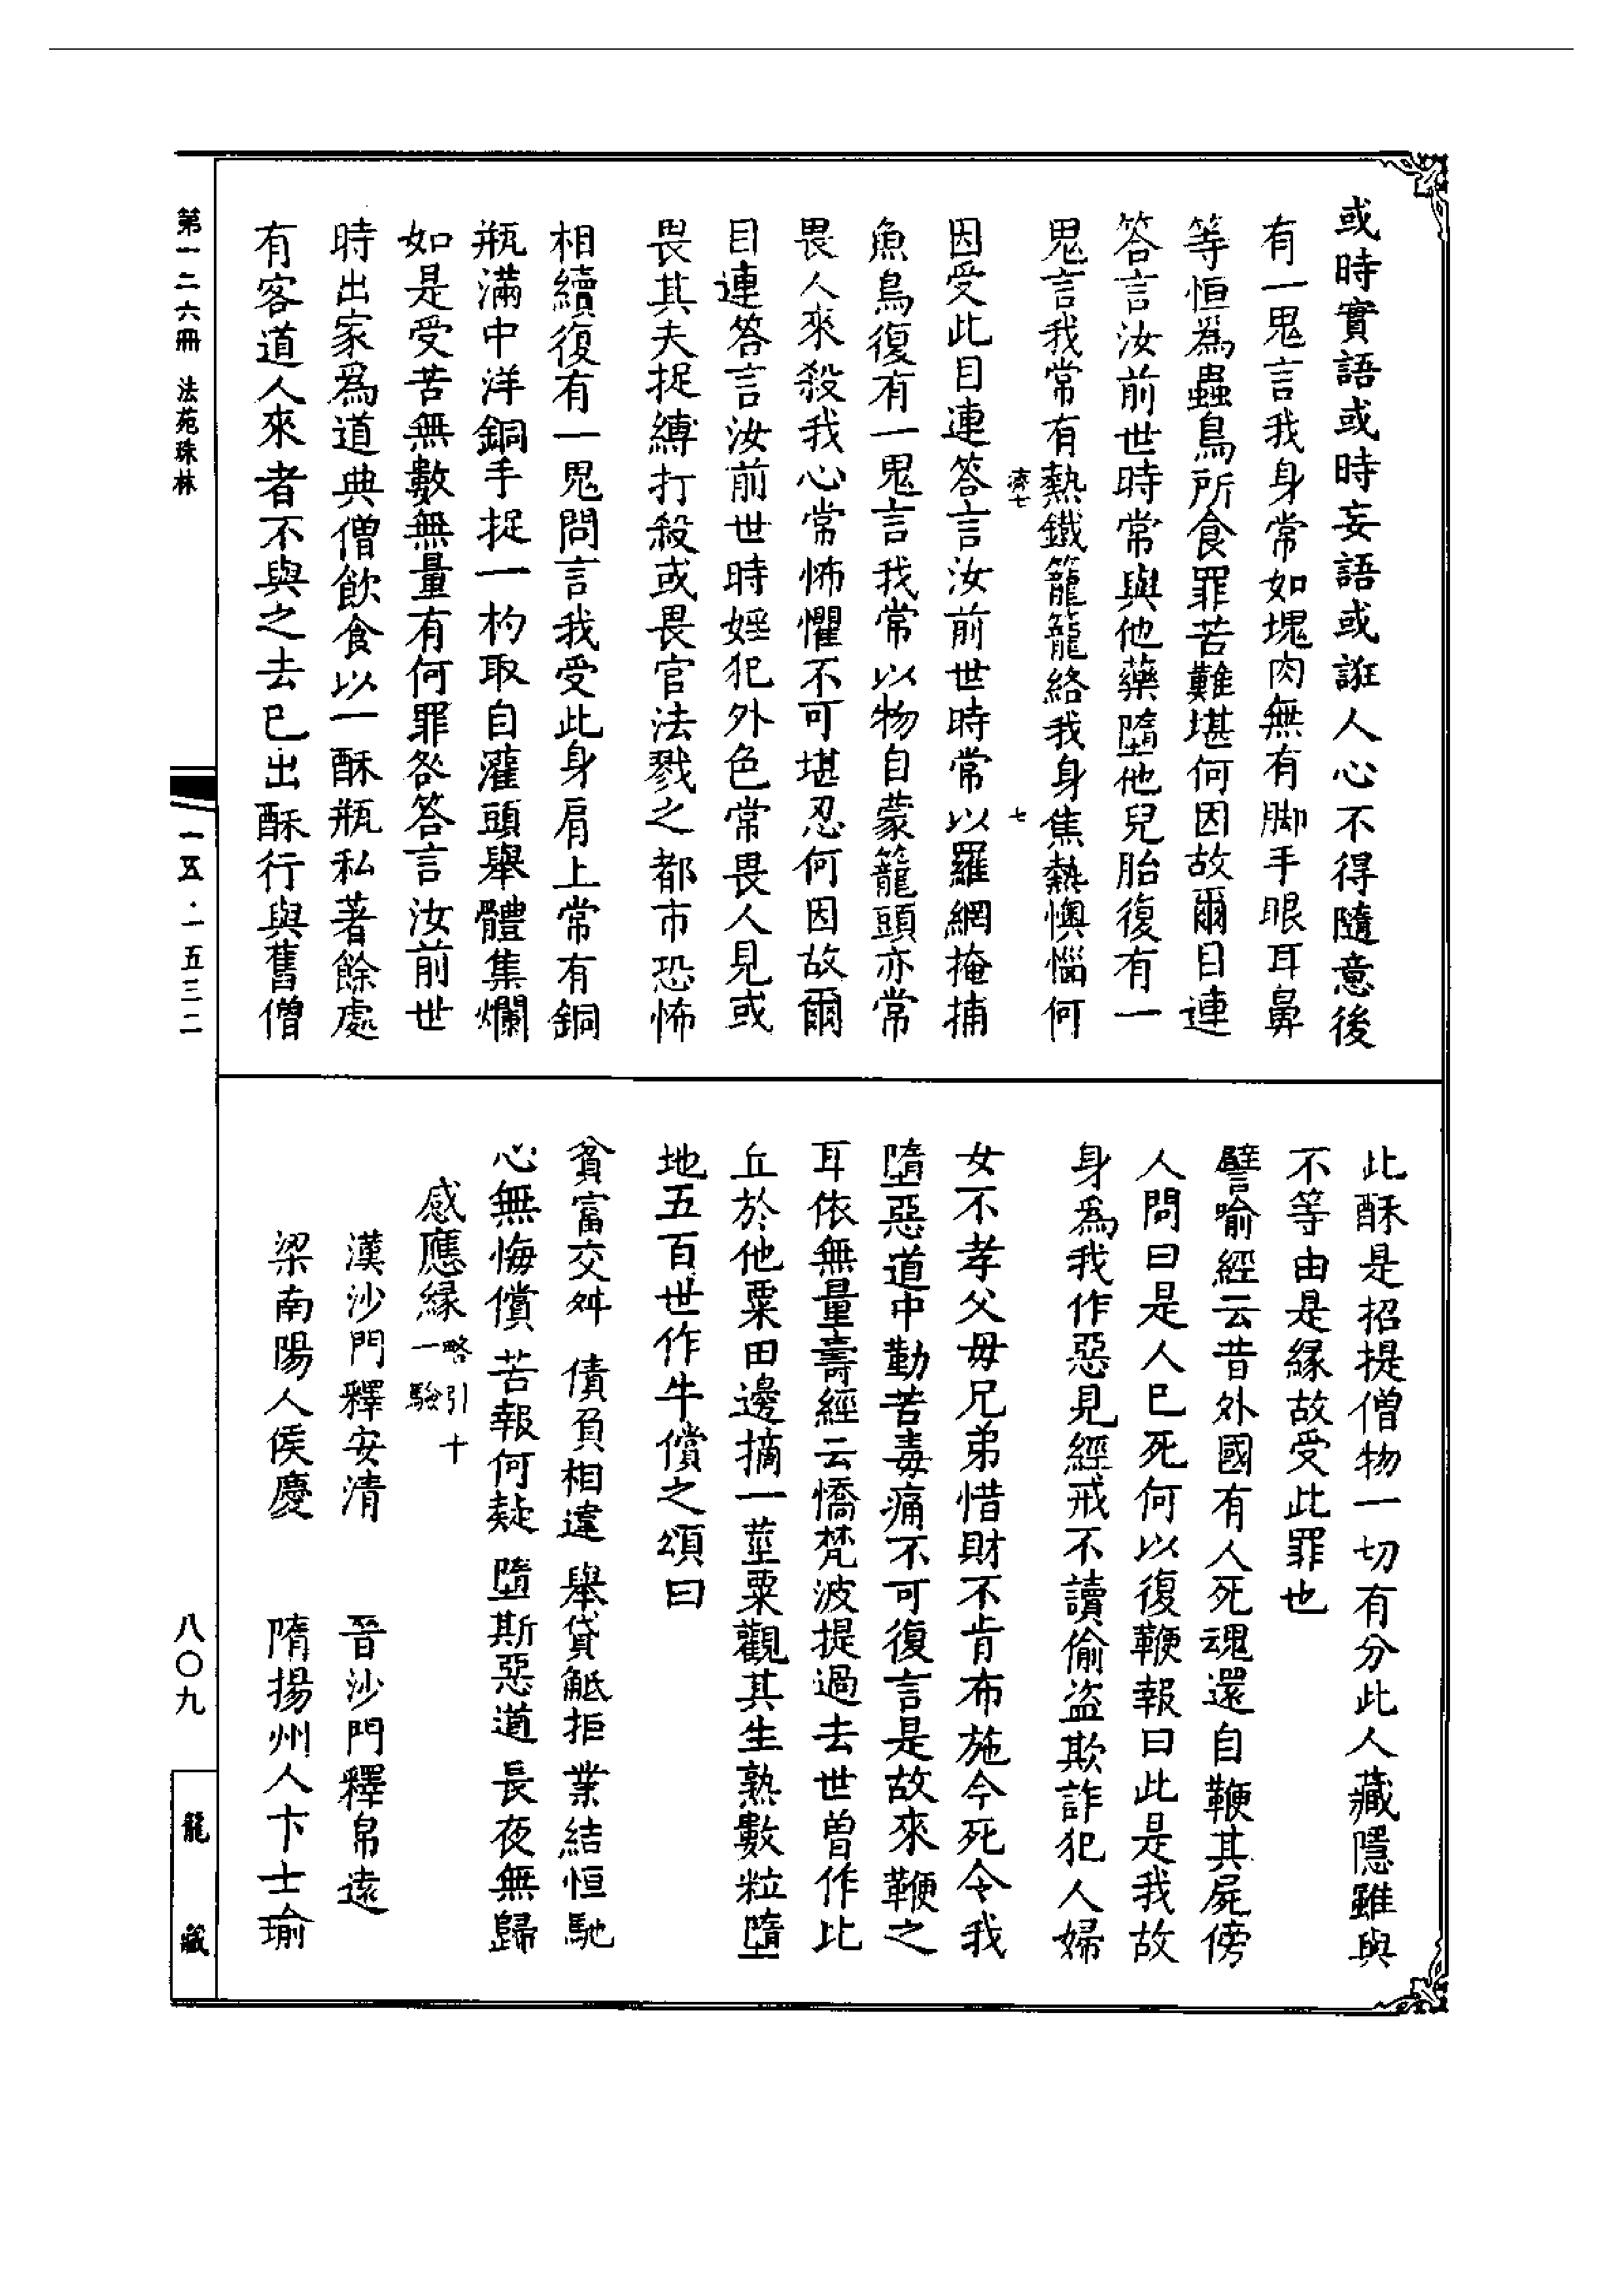 或時實語或時妄語或誑人心不得隨意後
有一鬼言我身常如塊肉無有脚手眼耳鼻
等恒爲蟲鳥所食罪苦難堪何因故爾目連
答言汝前世時常與他藥墮他兒胎復有一
鬼言我常有熱鐵籠籠絡我身焦熱懊惱何
濟七
七
因受此目連答言汝前世時常以羅網掩捕
魚鳥復有一鬼言我常以物自蒙籠頭亦常
畏人來殺我心常怖懼不可堪忍何因故爾
目連答言汝前世時婬犯外色常畏人見或
畏其夫捉縛打殺或畏官法戮之都市恐怖
相續復有一鬼問言我受此身肩上常有銅
瓶滿中洋銅手捉一杓取自灌頭舉體集爛
如是受苦無數無量有何罪咎答言汝前世
時出家爲道典僧飲食以一酥瓶私著餘處
有客道人來者不與之去已出酥行與舊僧
此酥是招提僧物一切有分此人藏隱雖與
不等由是緣故受此罪也
譬喻經云昔外國有人死魂還自鞭其屍傍
人問曰是人已死何以復鞭報曰此是我故
身爲我作惡見經戒不讀偷盜欺詐犯人婦
女不孝父母兄弟惜財不肯布施今死令我
墮惡道中勤苦毒痛不可復言是故來鞭之
耳依無量壽經云憍梵波提過去世曾作比
丘於他粟田邊摘一莖粟觀其生熟數粒墮
地五百世作牛償之頌曰
貧富交舛 債負相違 舉貸觝拒 業結恒馳
心無悔償 苦報何疑 墮斯惡道 長夜無歸
感應緣略引十一驗
漢沙門釋安清 晉沙門釋帛遠
梁南陽人侯慶 隋揚州人卞士瑜
第一二六冊 法苑珠林
一五·一五三二
八〇九
龍藏